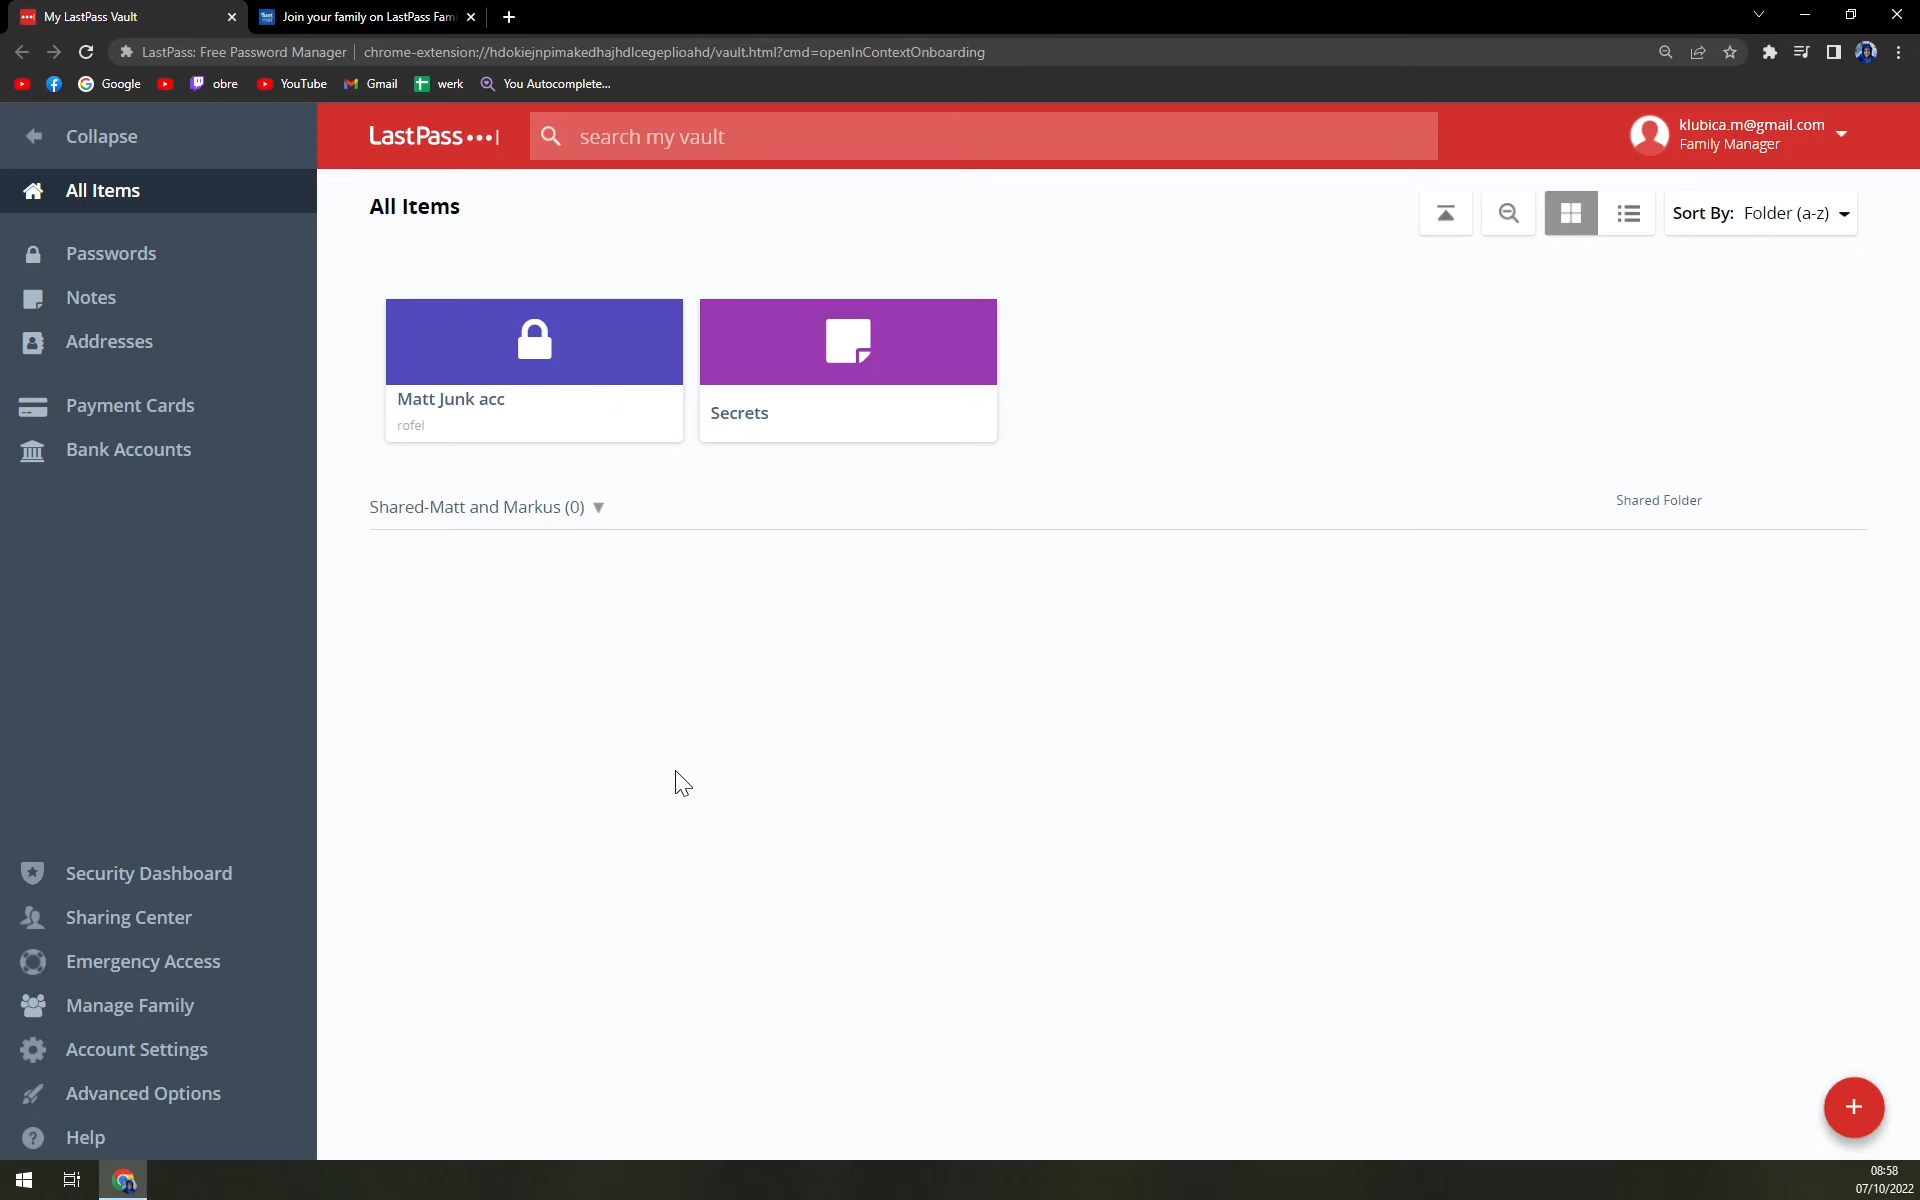 My LastPass Vault
Join your family on LastPass Fam
LastPass: Free Password Manager | chrome-extension://hdokiejnpimakedhajhdlcegeplioahd/vault.html?cmd=openInContextOnboarding
Google
obre
YouTube
Gmail
werk
You Autocomplete...
Collapse
LastPass
search my vault
klubica.m@gmail.com
Family Manager
All Items
Passwords
Notes
Addresses
Payment Cards
Bank Accounts
Security Dashboard
Sharing Center
Emergency Access
Manage Family
Account Settings
Advanced Options
Help
All Items
Sort By: Folder (a-z)
Matt Junk acc
rofel
Secrets
Shared-Matt and Markus (0)
Shared Folder
08:58
07/10/2022